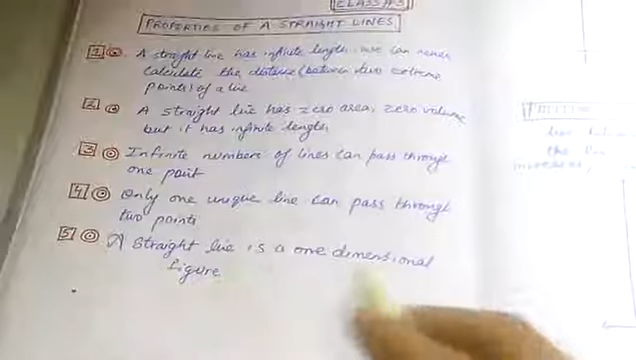 CLASS #3
PROPERTIES OF A STRAIGHT LINES
1 A straight line has infinite length, we can never
calculate the distance (between two extreme
points) of a line
2 A straight line has zero area, zero volume
but it has infinite length
3 Infinite numbers of lines can pass through
one point
4 Only one unique line can pass through
two points
5 A straight line is a one dimensional
figure
the